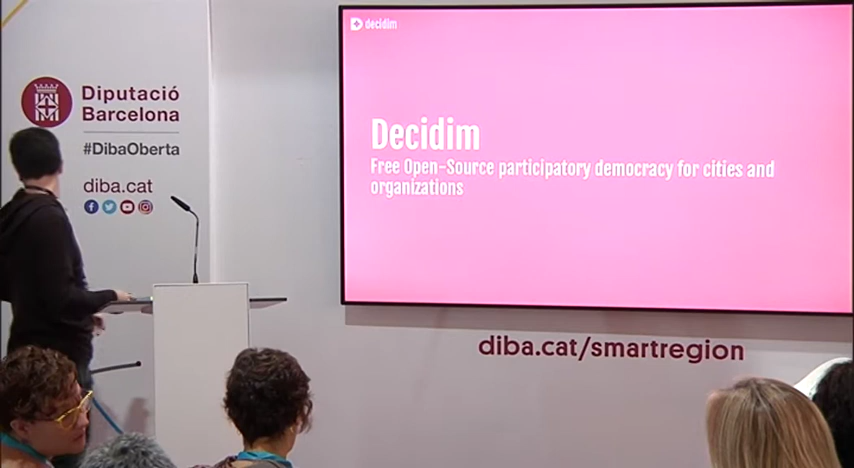 Diputació
Barcelona
#DibaOberta
diba.cat
decidim
Decidim
Free Open-Source participatory democracy for cities and
organizations
diba.cat/smartregion